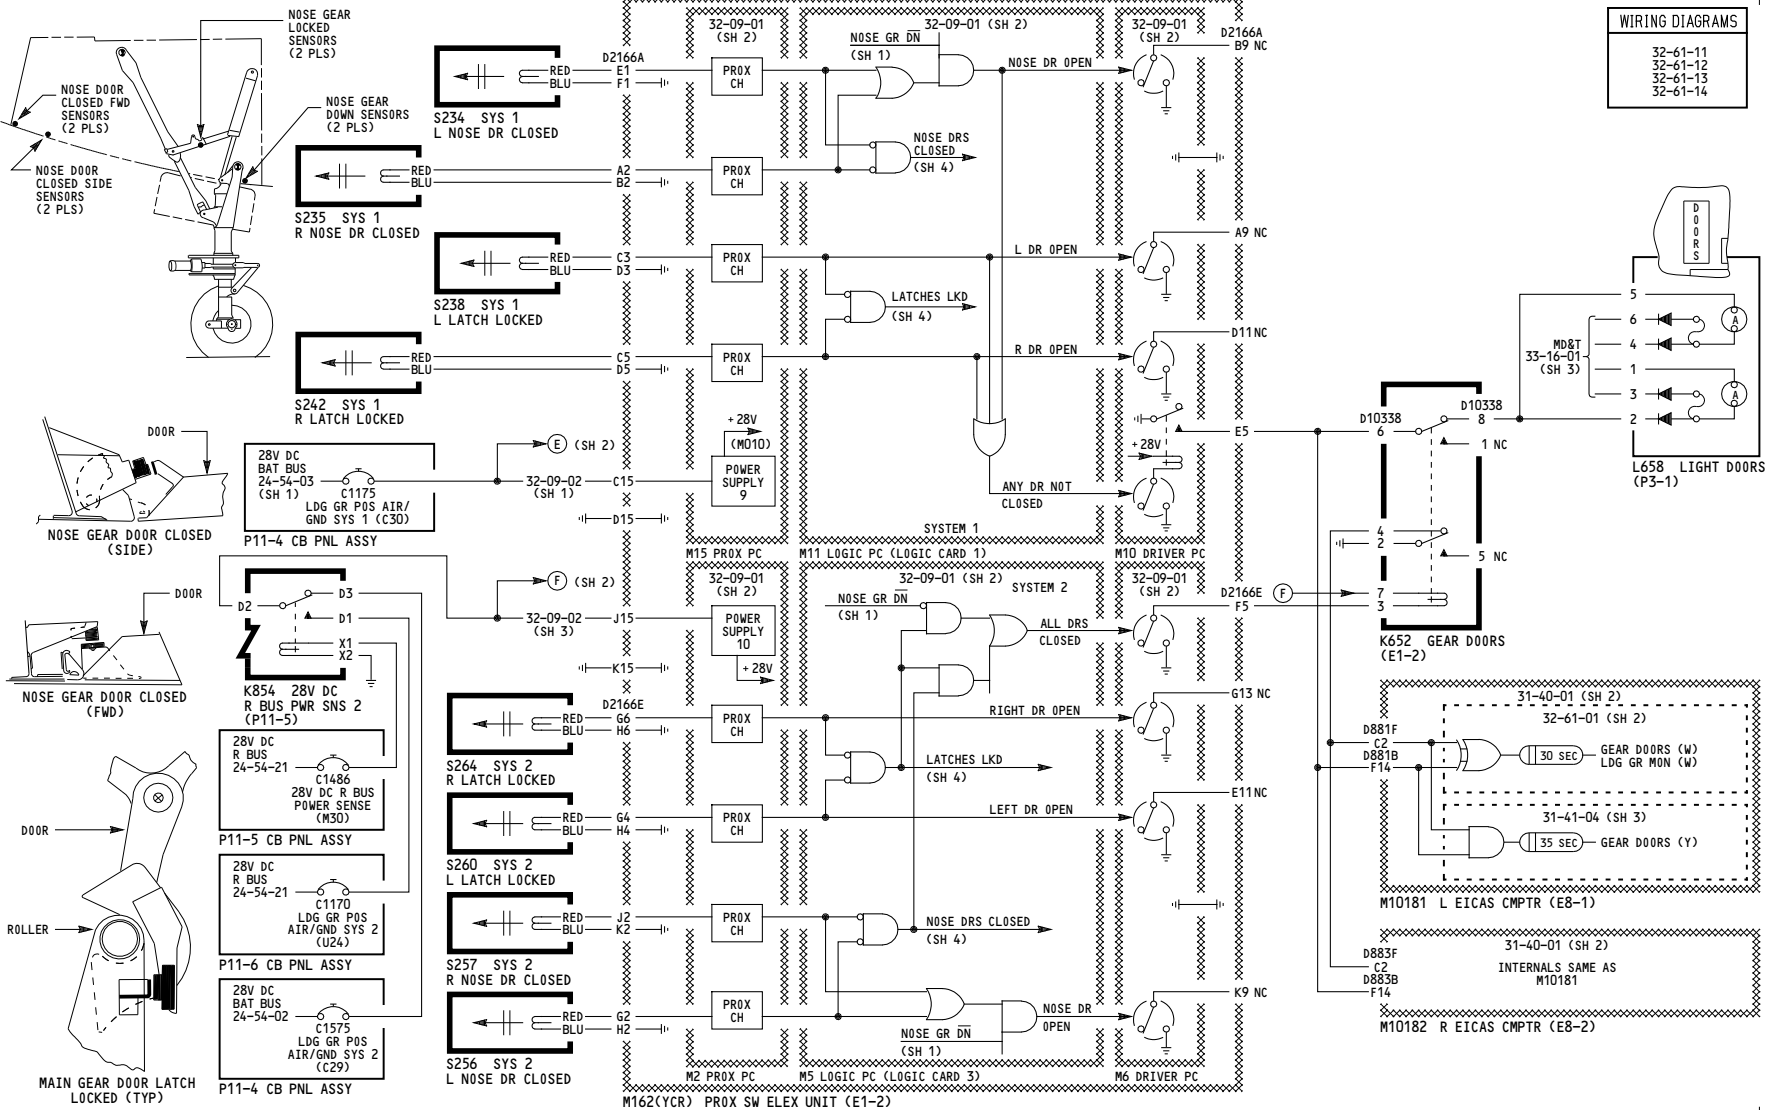 WIRING DIAGRAMS
32-61-11
32-61-12
32-61-13
32-61-14
NOSE GEAR
LOCKED
SENSORS
(2 PLS)
NOSE DOOR
CLOSED FWD
SENSORS
(2 PLS)
NOSE GEAR
DOWN SENSORS
(2 PLS)
NOSE DOOR
CLOSED SIDE
SENSORS
(2 PLS)
DOOR
NOSE GEAR DOOR CLOSED
(SIDE)
DOOR
NOSE GEAR DOOR CLOSED
(FWD)
DOOR
ROLLER
MAIN GEAR DOOR LATCH
LOCKED (TYP)
RED
BLU
S234 SYS 1
L NOSE DR CLOSED
RED
BLU
S235 SYS 1
R NOSE DR CLOSED
RED
BLU
S238 SYS 1
L LATCH LOCKED
RED
BLU
S242 SYS 1
R LATCH LOCKED
28V DC
BAT BUS
24-54-03
(SH 1)
C1175
LDG GR POS AIR/
GND SYS 1 (C30)
P11-4 CB PNL ASSY
E (SH 2)
32-09-02
(SH 1)
C15
D15
F (SH 2)
32-09-02
(SH 3)
J15
K15
D2
D3
D1
X1
X2
K854 28V DC
R BUS PWR SNS 2
(P11-5)
28V DC
R BUS
24-54-21
C1486
28V DC R BUS
POWER SENSE
(M30)
P11-5 CB PNL ASSY
28V DC
R BUS
24-54-21
C1170
LDG GR POS
AIR/GND SYS 2
(U24)
P11-6 CB PNL ASSY
28V DC
BAT BUS
24-54-02
C1575
LDG GR POS
AIR/GND SYS 2
(C29)
P11-4 CB PNL ASSY
RED
BLU
S264 SYS 2
R LATCH LOCKED
RED
BLU
S260 SYS 2
L LATCH LOCKED
RED
BLU
S257 SYS 2
R NOSE DR CLOSED
RED
BLU
S256 SYS 2
L NOSE DR CLOSED
D2166A
E1
F1
A2
B2
C3
D3
C5
D5
D2166E
G6
H6
G4
H4
J2
K2
G2
H2
32-09-01
(SH 2)
PROX
CH
PROX
CH
PROX
CH
PROX
CH
+28V
(M010)
POWER
SUPPLY
9
M15 PROX PC
32-09-01
(SH 2)
POWER
SUPPLY
10
+28V
PROX
CH
PROX
CH
PROX
CH
PROX
CH
M2 PROX PC
32-09-01 (SH 2)
NOSE GR DN
(SH 1)
NOSE DR OPEN
NOSE DRS
CLOSED
(SH 4)
L DR OPEN
LATCHES LKD
(SH 4)
R DR OPEN
ANY DR NOT
CLOSED
SYSTEM 1
M11 LOGIC PC (LOGIC CARD 1)
32-09-01 (SH 2)
SYSTEM 2
NOSE GR DN
(SH 1)
ALL DRS
CLOSED
RIGHT DR OPEN
LATCHES LKD
(SH 4)
LEFT DR OPEN
NOSE DRS CLOSED
(SH 4)
NOSE DR
OPEN
NOSE GR DN
(SH 1)
M5 LOGIC PC (LOGIC CARD 3)
32-09-01
(SH 2)
+28V
M10 DRIVER PC
32-09-01
(SH 2)
M6 DRIVER PC
M162(YCR) PROX SW ELEX UNIT (E1-2)
D2166A
B9 NC
A9 NC
D11NC
E5
D2166E
F5
F
G13 NC
E11NC
K9 NC
D10338
6
D10338
8
1 NC
4
2
5 NC
7
3
K652 GEAR DOORS
(E1-2)
D
O
O
R
S
5
6
4
1
3
2
A
A
MD&T
33-16-01
(SH 3)
L658 LIGHT DOORS
(P3-1)
31-40-01 (SH 2)
32-61-01 (SH 2)
D881F
C2
D881B
F14
30 SEC
GEAR DOORS (W)
LDG GR MON (W)
31-41-04 (SH 3)
35 SEC
GEAR DOORS (Y)
M10181 L EICAS CMPTR (E8-1)
31-40-01 (SH 2)
INTERNALS SAME AS
M10181
D883F
C2
D883B
F14
M10182 R EICAS CMPTR (E8-2)